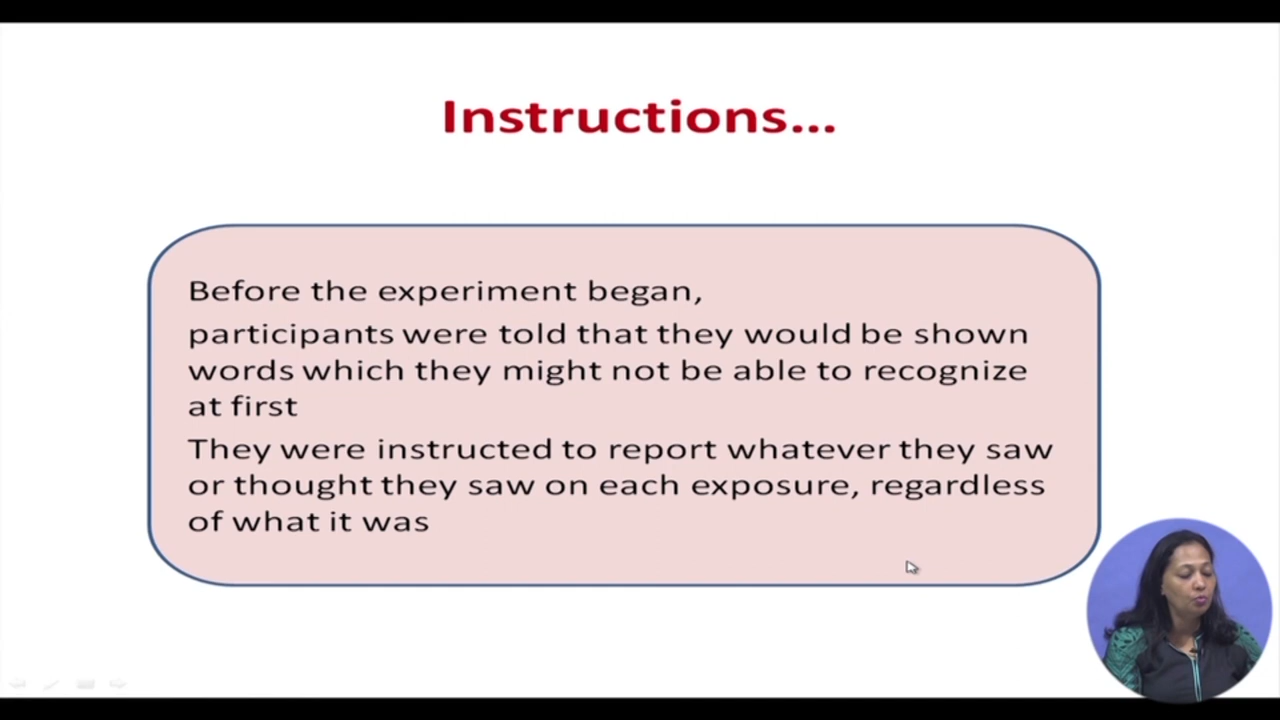 Instructions...
Before the experiment began,
participants were told that they would be shown
words which they might not be able to recognize
at first
They were instructed to report whatever they saw
or thought they saw on each exposure, regardless
of what it was